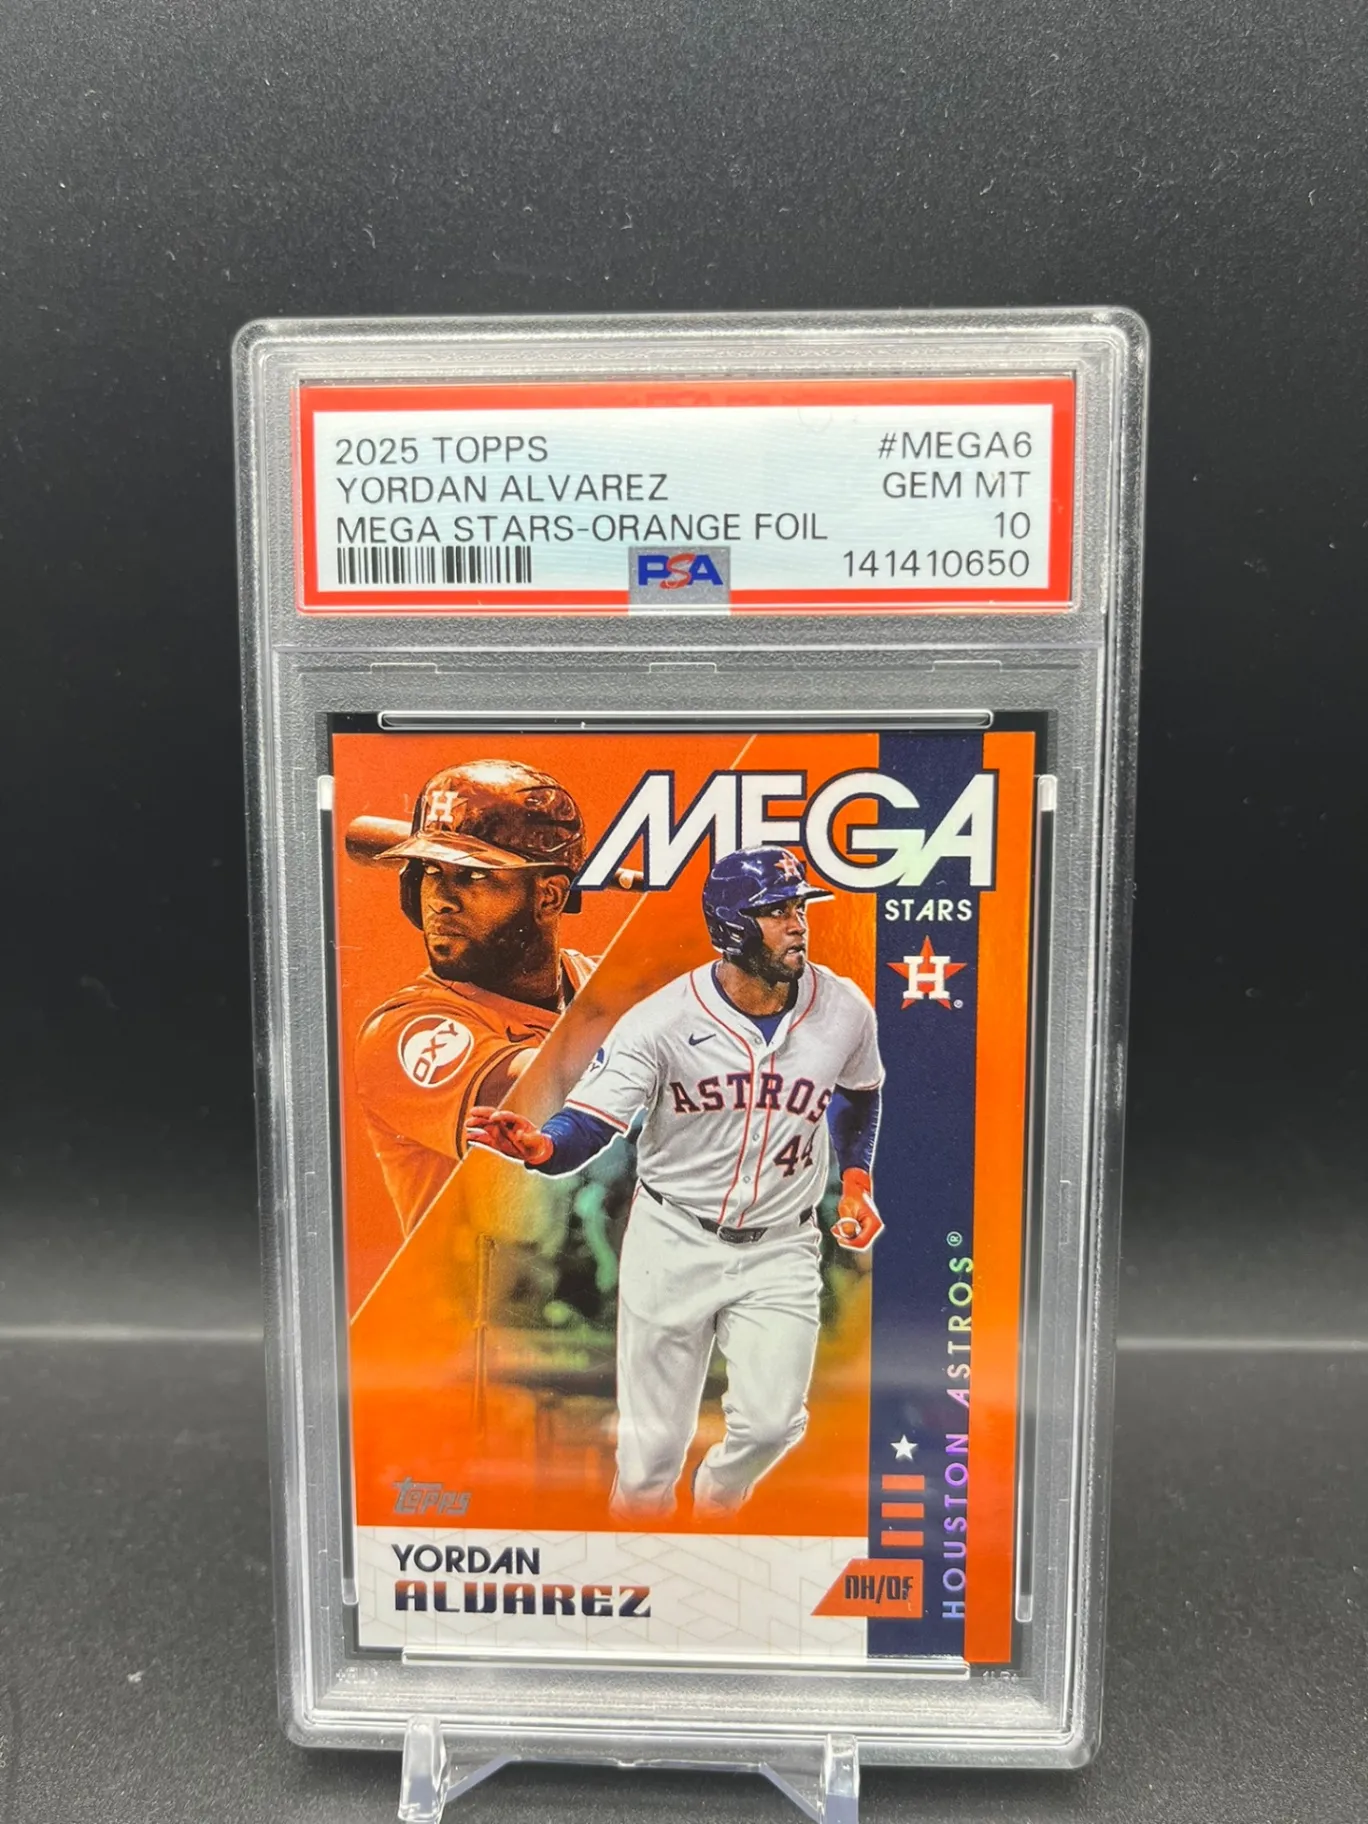 2025 TOPPS #MEGA6
YORDAN ALVAREZ GEM MT
MEGA STARS-ORANGE FOIL 10
PSA 141410650
MEGA
STARS
H
H
®
OXY
ASTROS
44
HOUSTON ASTROS®
Topps
YORDAN
ALVAREZ
DH/OF